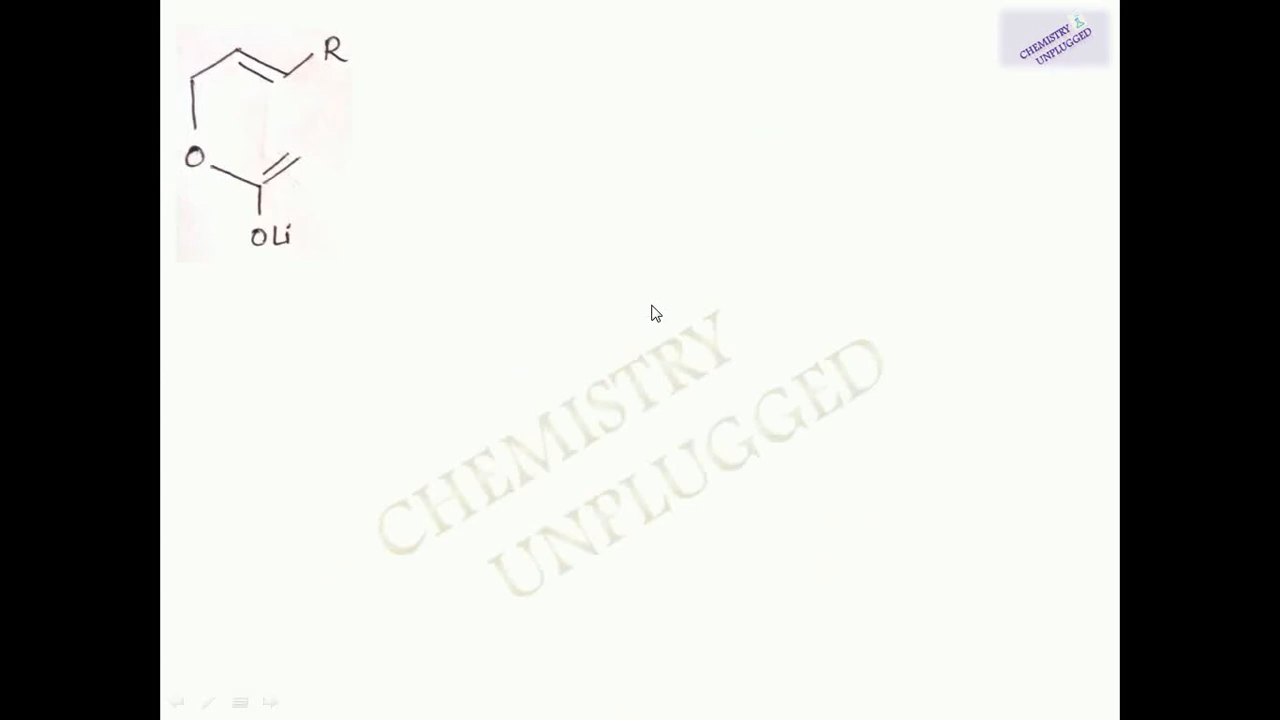 CHEMISTRY
UNPLUGGED
R
O
OLi
CHEMISTRY
UNPLUGGED